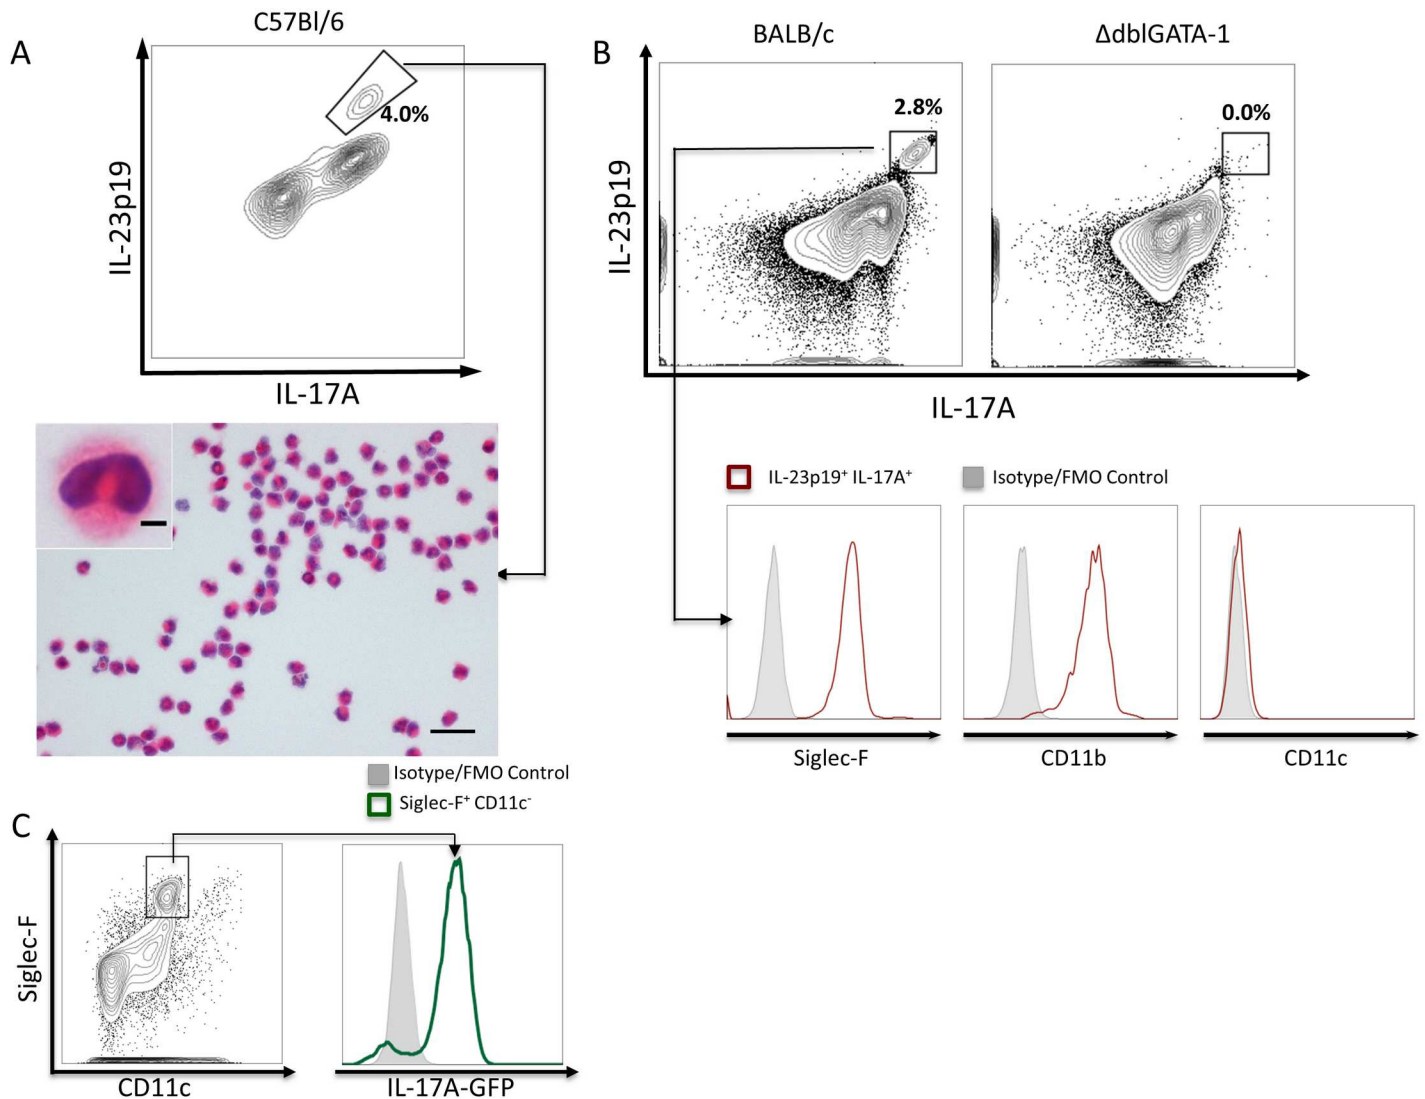 A
C57Bl/6
4.0%
IL-23p19
IL-17A
B
BALB/c
ΔdblGATA-1
2.8%
0.0%
IL-23p19
IL-17A
IL-23p19⁺ IL-17A⁺
Isotype/FMO Control
Siglec-F
CD11b
CD11c
Isotype/FMO Control
Siglec-F⁺ CD11c⁻
C
Siglec-F
CD11c
IL-17A-GFP